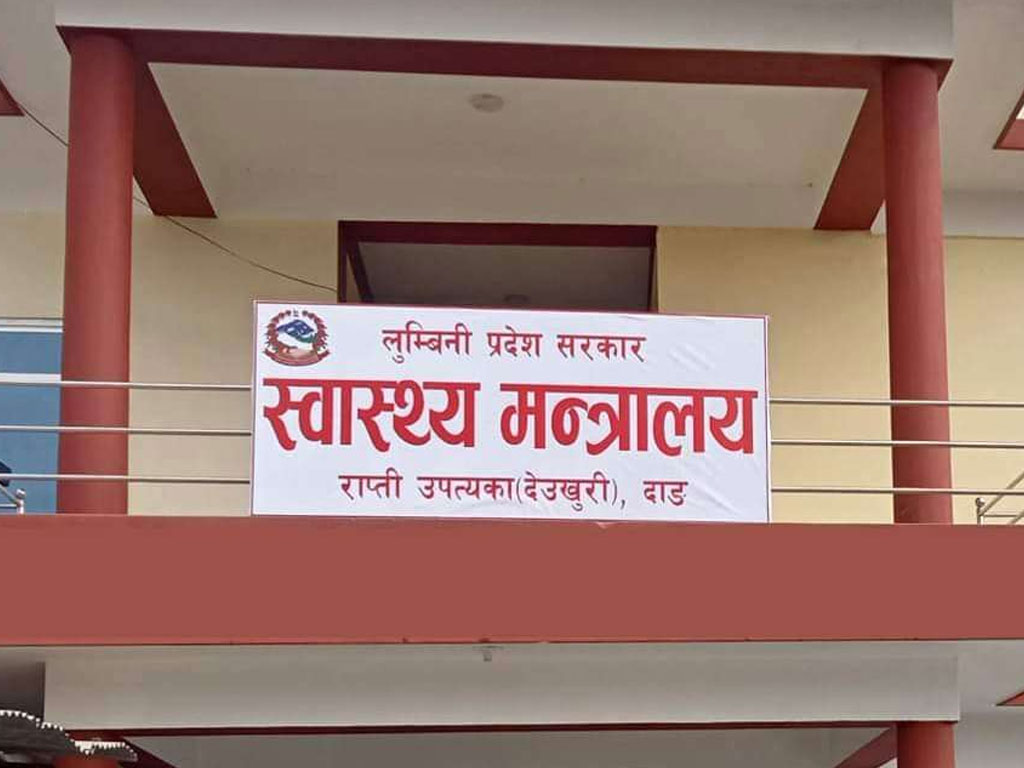 लुम्बिनी प्रदेश सरकार
स्वास्थ्य मन्त्रालय
राप्ती उपत्यका(देउखुरी), दाङ